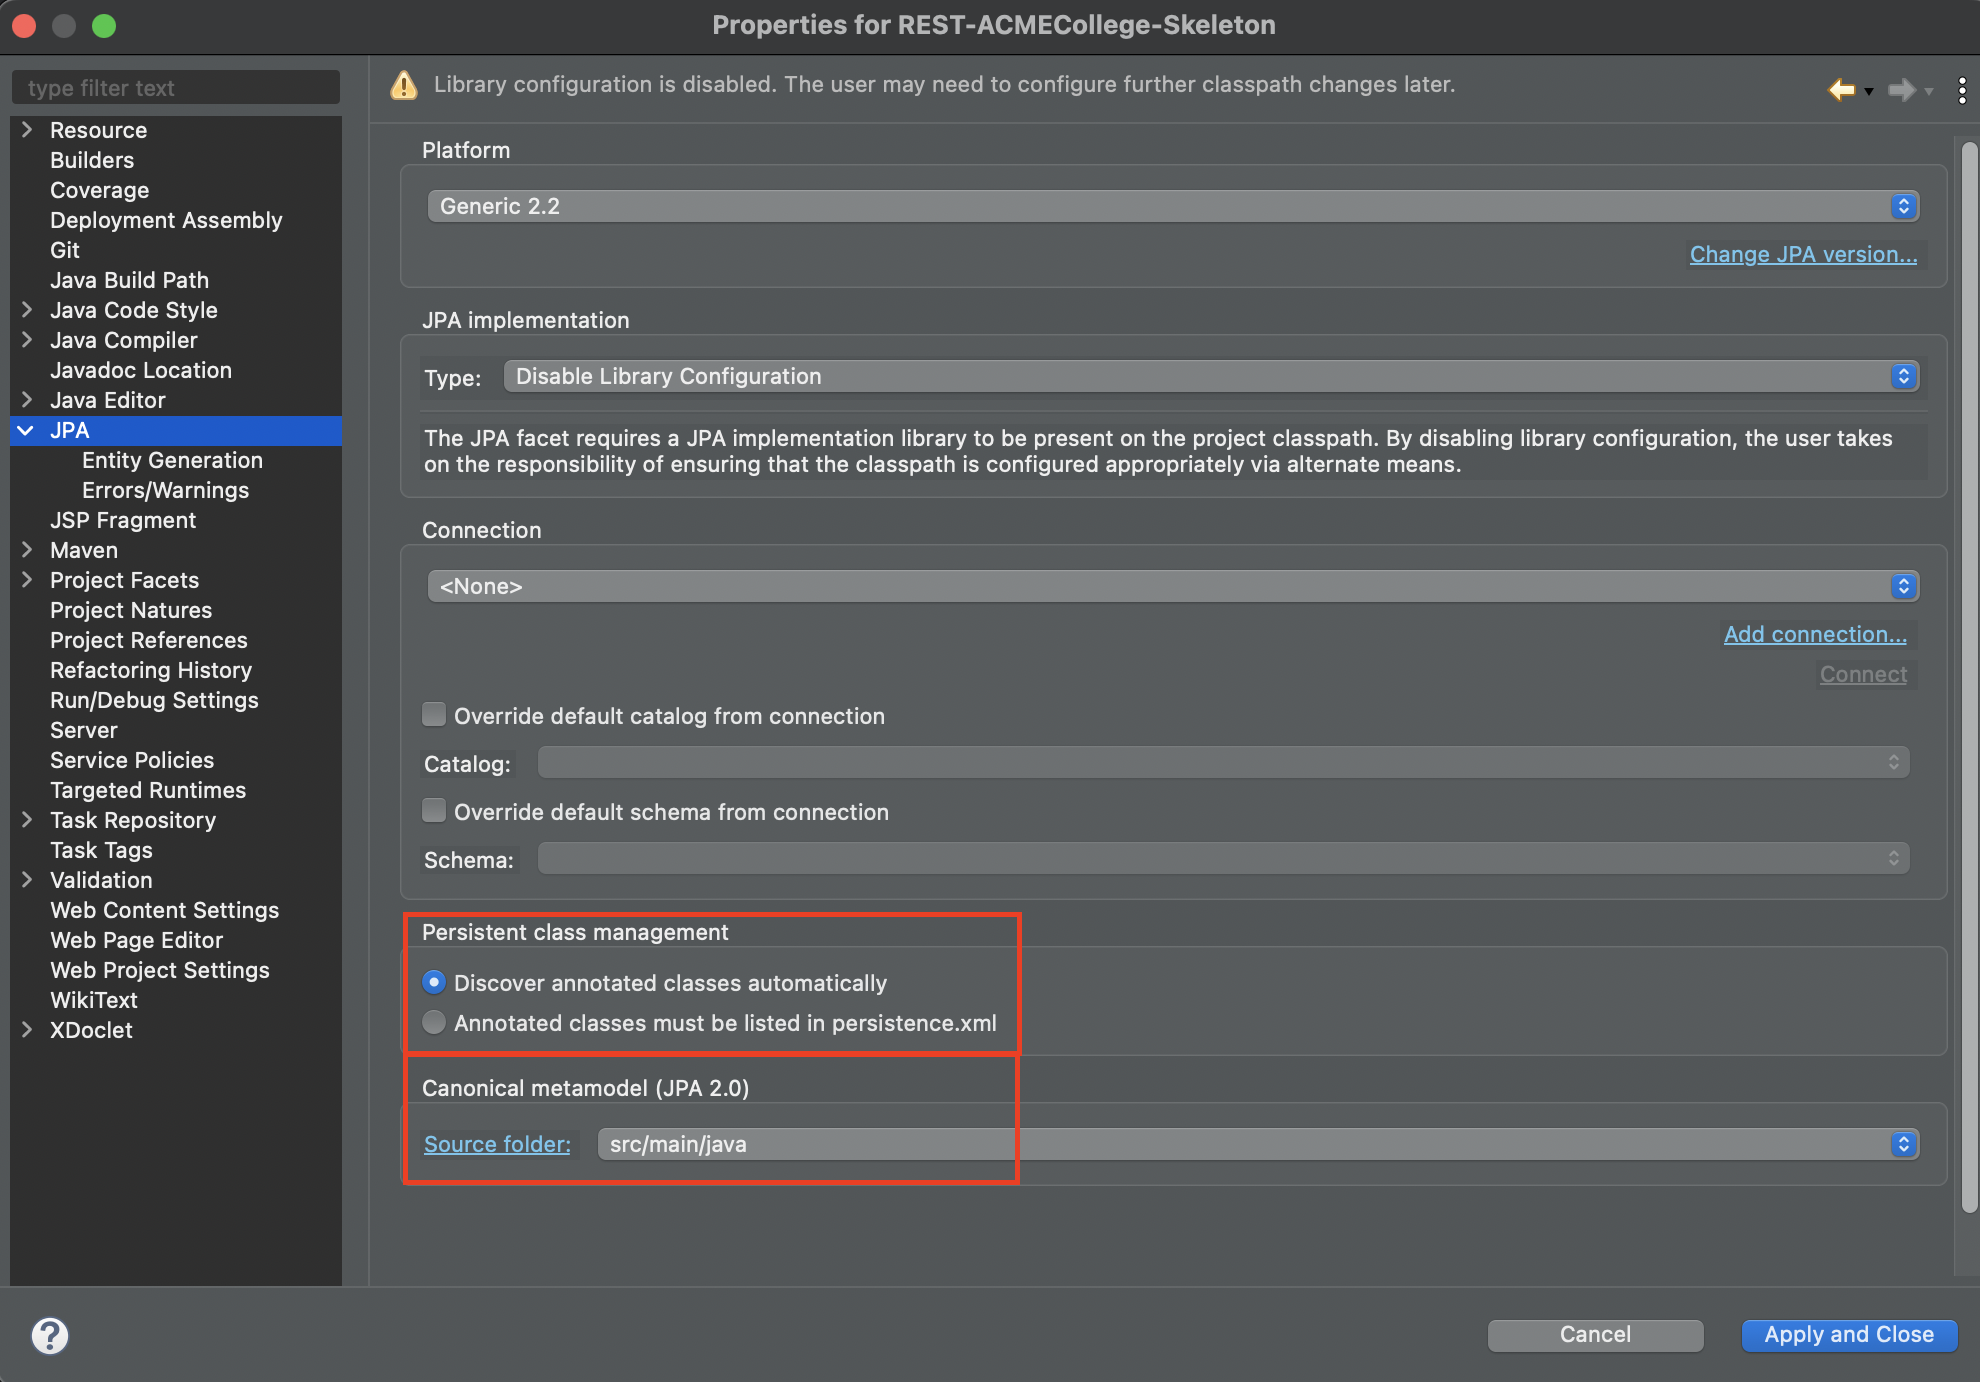 Properties for REST-ACMECollege-Skeleton
type filter text
Resource
Builders
Coverage
Deployment Assembly
Git
Java Build Path
Java Code Style
Java Compiler
Javadoc Location
Java Editor
JPA
Entity Generation
Errors/Warnings
JSP Fragment
Maven
Project Facets
Project Natures
Project References
Refactoring History
Run/Debug Settings
Server
Service Policies
Targeted Runtimes
Task Repository
Task Tags
Validation
Web Content Settings
Web Page Editor
Web Project Settings
WikiText
XDoclet
Library configuration is disabled. The user may need to configure further classpath changes later.
Platform
Generic 2.2
Change JPA version...
JPA implementation
Type: Disable Library Configuration
The JPA facet requires a JPA implementation library to be present on the project classpath. By disabling library configuration, the user takes
on the responsibility of ensuring that the classpath is configured appropriately via alternate means.
Connection
<None>
Add connection...
Connect
Override default catalog from connection
Catalog:
Override default schema from connection
Schema:
Persistent class management
Discover annotated classes automatically
Annotated classes must be listed in persistence.xml
Canonical metamodel (JPA 2.0)
Source folder: src/main/java
Cancel
Apply and Close